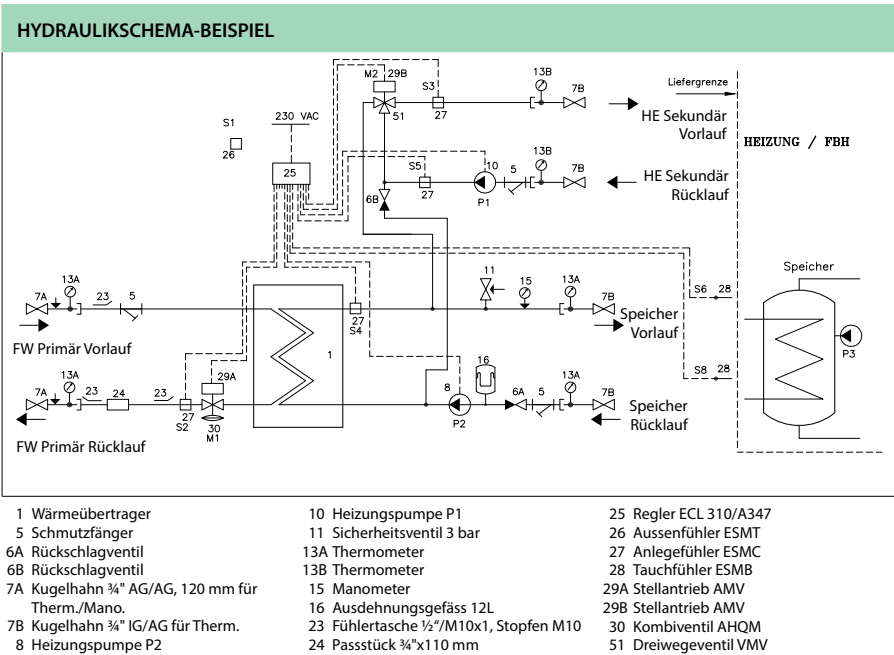 HYDRAULIKSCHEMA-BEISPIEL
M2 29B S3 13B 7B
Liefergrenze
51 27
HE Sekundär
Vorlauf
S1
230 VAC
26
HEIZUNG / FBH
25
S5 10 5 13B 7B
27 P1
6B
HE Sekundär
Rücklauf
Speicher
S6 28
7A 13A 23 5
11 15 13A 7B
27
S4
Speicher
Vorlauf
FW Primär Vorlauf
1
P3
S8 28
7A 13A 23 24 23 29A
8 16 6A 5 13A 7B
27
S2
30
M1
P2
Speicher
Rücklauf
FW Primär Rücklauf
1 Wärmeübertrager
5 Schmutzfänger
6A Rückschlagventil
6B Rückschlagventil
7A Kugelhahn ¾" AG/AG, 120 mm für
Therm./Mano.
7B Kugelhahn ¾" IG/AG für Therm.
8 Heizungspumpe P2
10 Heizungspumpe P1
11 Sicherheitsventil 3 bar
13A Thermometer
13B Thermometer
15 Manometer
16 Ausdehnungsgefäss 12L
23 Fühlertasche ½“/M10x1, Stopfen M10
24 Passstück ¾"x110 mm
25 Regler ECL 310/A347
26 Aussenfühler ESMT
27 Anlegefühler ESMC
28 Tauchfühler ESMB
29A Stellantrieb AMV
29B Stellantrieb AMV
30 Kombiventil AHQM
51 Dreiwegeventil VMV